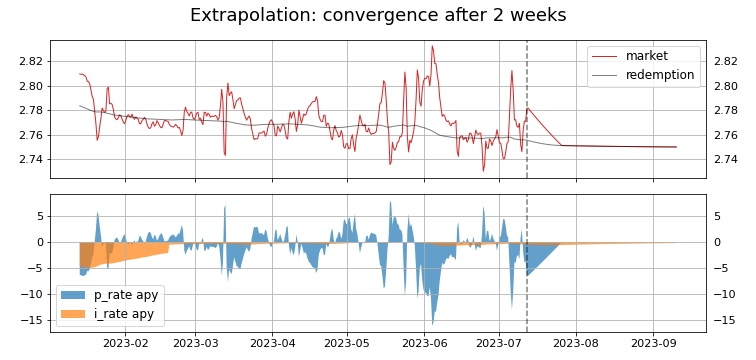 Extrapolation: convergence after 2 weeks
2.82 2.82
2.80 2.80
2.78 2.78
2.76 2.76
2.74 2.74
market
redemption
5 5
0 0
−5 −5
−10 −10
−15 −15
p_rate apy
i_rate apy
2023-02 2023-03 2023-04 2023-05 2023-06 2023-07 2023-08 2023-09